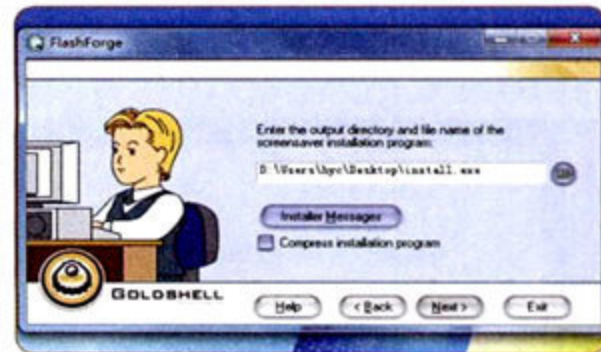 FlashForge
Enter the output directory and file name of the
screensaver installation program:
D:\Users\hyc\Desktop\install.exe
Installer Messages
Compress installation program
GOLDSHELL
Help
< Back
Next >
Exit